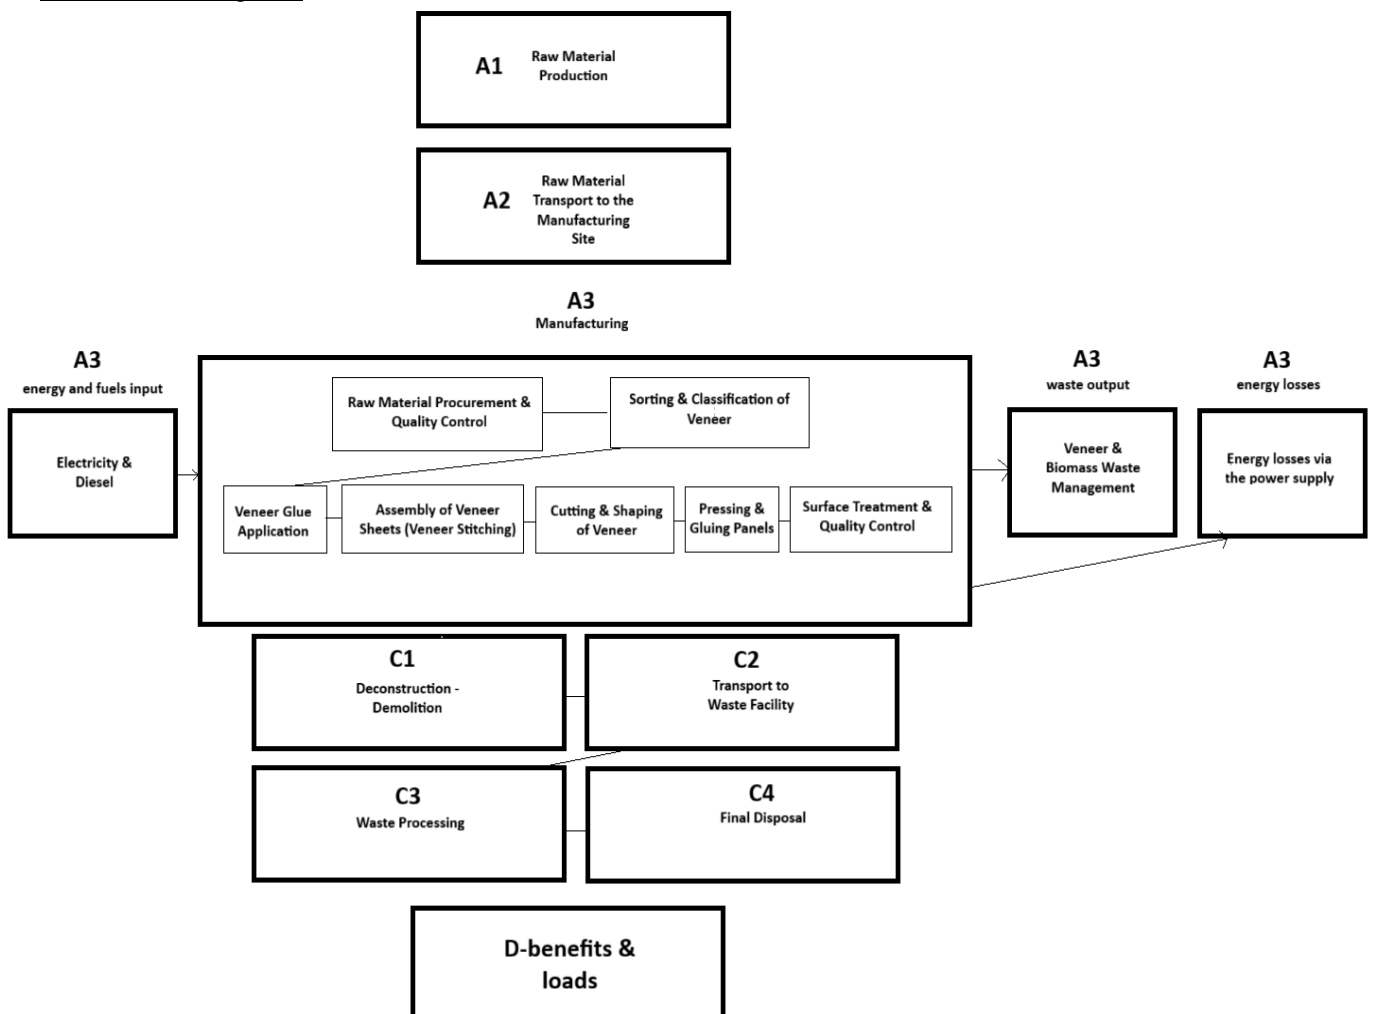 A1
Raw Material
Production
A2
Raw Material
Transport to the
Manufacturing
Site
A3
Manufacturing
A3
energy and fuels input
Electricity &
Diesel
Raw Material Procurement &
Quality Control
Sorting & Classification of
Veneer
Veneer Glue
Application
Assembly of Veneer
Sheets (Veneer Stitching)
Cutting & Shaping
of Veneer
Pressing &
Gluing Panels
Surface Treatment &
Quality Control
A3
waste output
Veneer &
Biomass Waste
Management
A3
energy losses
Energy losses via
the power supply
C1
Deconstruction -
Demolition
C2
Transport to
Waste Facility
C3
Waste Processing
C4
Final Disposal
D-benefits &
loads